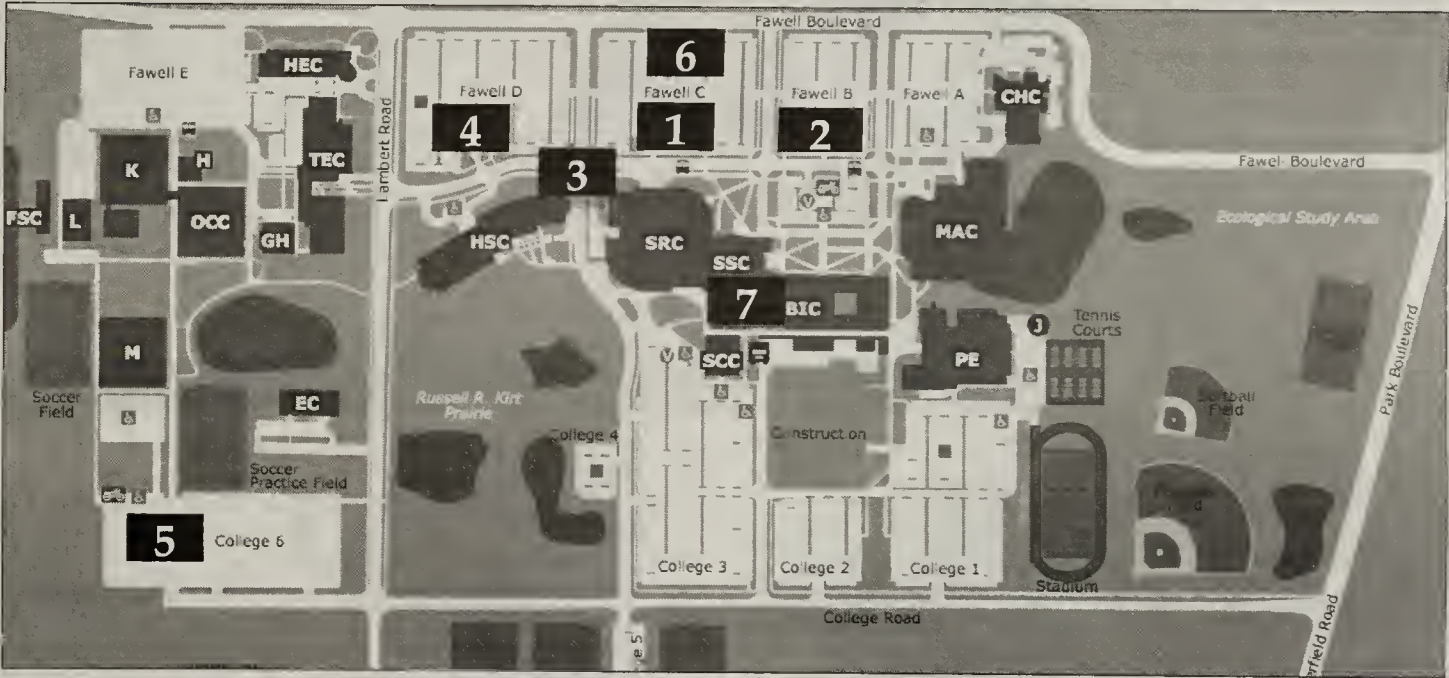 Fawell Boulevard
6
HEC
Fawell E
Fawell D
Fawell C
Fawell B
Fawell A
CHC
4
1
2
Lambert Road
K
H
TEC
3
Fawell Boulevard
FSC
L
OCC
GH
HSC
SRC
SSC
MAC
Ecological Study Area
7
BIC
J
Tennis
Courts
M
SCC
PE
Park Boulevard
Soccer
Field
EC
Russell R. Kirt
Prairie
Softball
Field
College 4
Construction
Soccer
Practice Field
5
College 6
College 3
College 2
College 1
Stadium
College Road